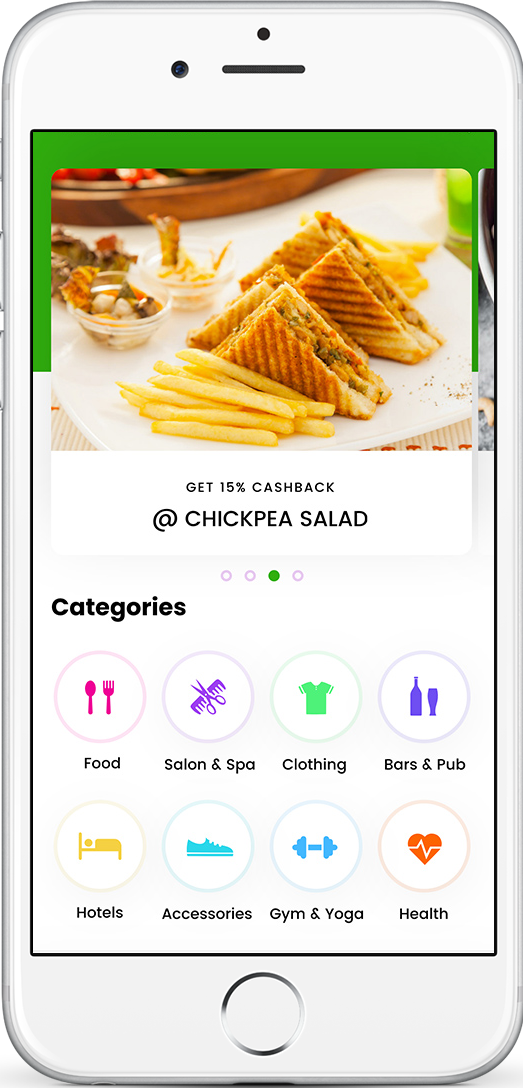 GET 15% CASHBACK
@ CHICKPEA SALAD
Categories
Food
Salon & Spa
Clothing
Bars & Pub
Hotels
Accessories
Gym & Yoga
Health